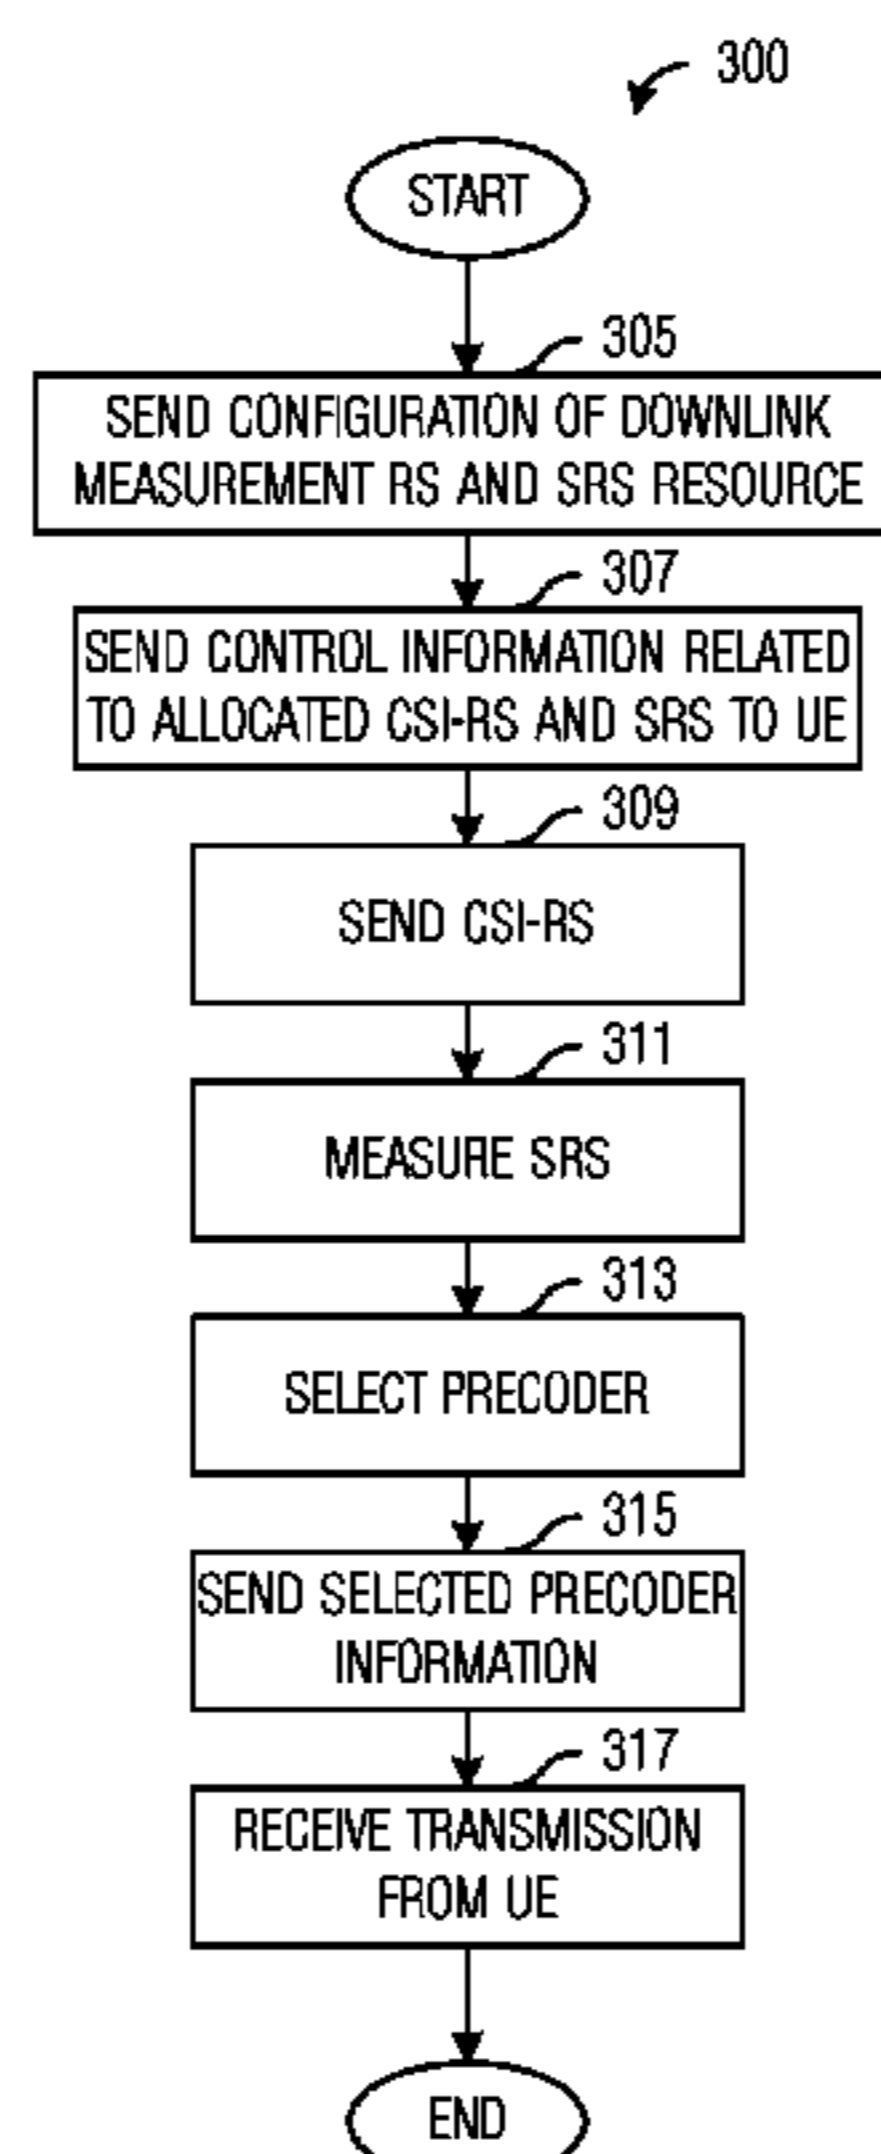 300
START
305
SEND CONFIGURATION OF DOWNLINK
MEASUREMENT RS AND SRS RESOURCE
307
SEND CONTROL INFORMATION RELATED
TO ALLOCATED CSI-RS AND SRS TO UE
309
SEND CSI-RS
311
MEASURE SRS
313
SELECT PRECODER
315
SEND SELECTED PRECODER
INFORMATION
317
RECEIVE TRANSMISSION
FROM UE
END